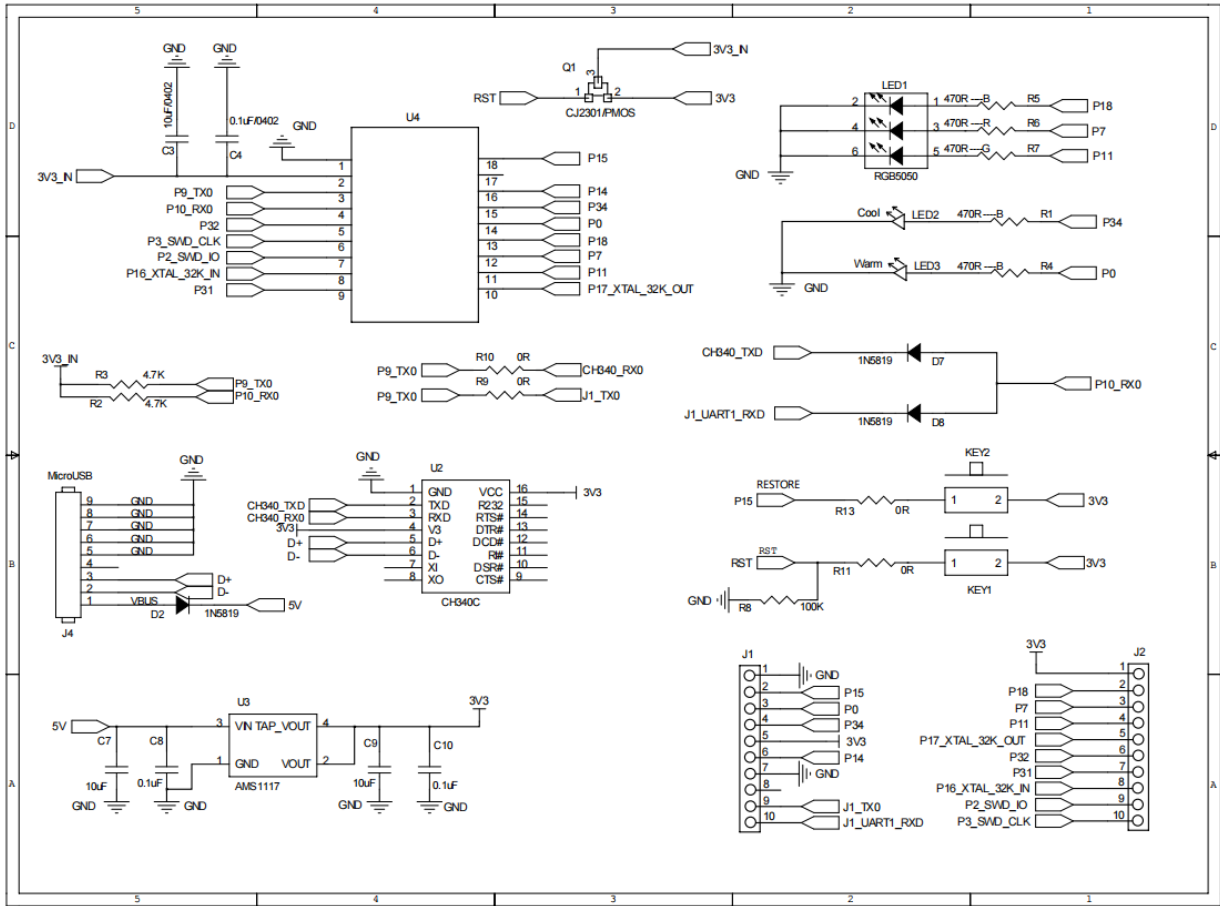 5 4 3 2 1
GND GND
10uF/0402
0.1uF/0402
C3 C4
GND
3V3_IN
U4
1
2
3
4
5
6
7
8
9
18
17
16
15
14
13
12
11
10
P9_TX0
P10_RX0
P32
P3_SWD_CLK
P2_SWD_IO
P16_XTAL_32K_IN
P31
P15
P14
P34
P0
P18
P7
P11
P17_XTAL_32K_OUT
Q1
3
3V3_IN
RST 1 2 3V3
CJ2301/PMOS
LED1
2 1 470R ---B R5 P18
4 3 470R ---R R6 P7
6 5 470R ---G R7 P11
GND RGB5050
Cool LED2 470R ----B R1 P34
Warm LED3 470R ---B R4 P0
GND
D D
C C
B B
A A
3V3_IN
R3 4.7K P9_TX0
R2 4.7K P10_RX0
R10 0R
P9_TX0 CH340_RX0
R9 0R
P9_TX0 J1_TX0
CH340_TXD 1N5819 D7
P10_RX0
J1_UART1_RXD 1N5819 D8
MicroUSB GND
9 GND
8 GND
7 GND
6 GND
5 GND
4
3 D+
2 D-
1 VBUS D2 1N5819 5V
J4
GND U2
1 GND VCC 16 3V3
CH340_TXD 2 TXD R232 15
CH340_RX0 3 RXD RTS# 14
3V3 4 V3 DTR# 13
D+ 5 D+ DCD# 12
D- 6 D- RI# 11
7 XI DSR# 10
8 XO CTS# 9
CH340C
KEY2
RESTORE
P15 R13 0R 1 2 3V3
RST
RST R11 0R 1 2 3V3
KEY1
GND R8 100K
U3 3V3
5V 3 VIN TAP_VOUT 4
C7 C8 C9 C10
1 GND VOUT 2
10uF 0.1uF AMS1117 10uF 0.1uF
GND GND GND GND
J1
1 GND
2 P15
3 P0
4 P34
5 3V3
6 P14
7 GND
8
9 J1_TX0
10 J1_UART1_RXD
3V3 J2
1
P18 2
P7 3
P11 4
P17_XTAL_32K_OUT 5
P32 6
P31 7
P16_XTAL_32K_IN 8
P2_SWD_IO 9
P3_SWD_CLK 10
5 4 3 2 1